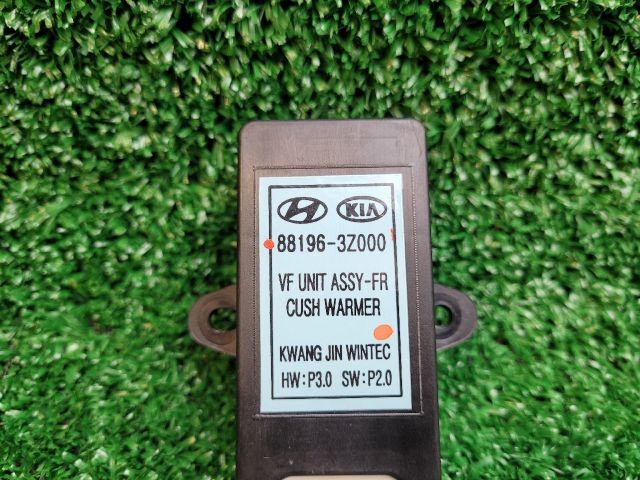 KIA
88196-3Z000
VF UNIT ASSY-FR
CUSH WARMER
KWANG JIN WINTEC
HW:P3.0 SW:P2.0